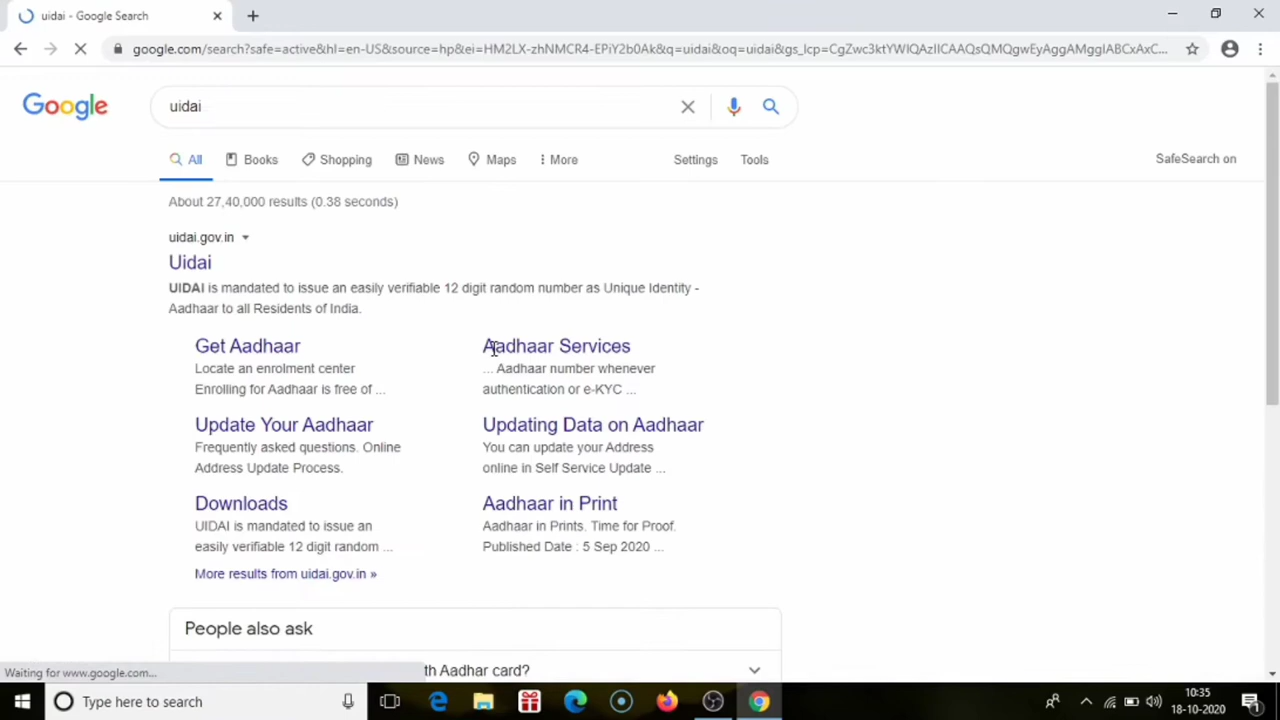 uidai - Google Search
google.com/search?safe=active&hl=en-US&source=hp&ei=HM2LX-zhNMCR4-EPiY2b0Ak&q=uidai&oq=uidai&gs_lcp=CgZwc3ktYWIQAzIICAAQsQMQgwEyAggAMggIABCxAxC...
Google
uidai
All Books Shopping News Maps More Settings Tools
SafeSearch on
About 27,40,000 results (0.38 seconds)
uidai.gov.in
Uidai
UIDAI is mandated to issue an easily verifiable 12 digit random number as Unique Identity -
Aadhaar to all Residents of India.
Get Aadhaar
Locate an enrolment center
Enrolling for Aadhaar is free of ...
Aadhaar Services
... Aadhaar number whenever
authentication or e-KYC ...
Update Your Aadhaar
Frequently asked questions. Online
Address Update Process.
Updating Data on Aadhaar
You can update your Address
online in Self Service Update ...
Downloads
UIDAI is mandated to issue an
easily verifiable 12 digit random ...
Aadhaar in Print
Aadhaar in Prints. Time for Proof.
Published Date : 5 Sep 2020 ...
More results from uidai.gov.in »
People also ask
th Aadhar card?
Waiting for www.google.com...
Type here to search
10:35
18-10-2020
1